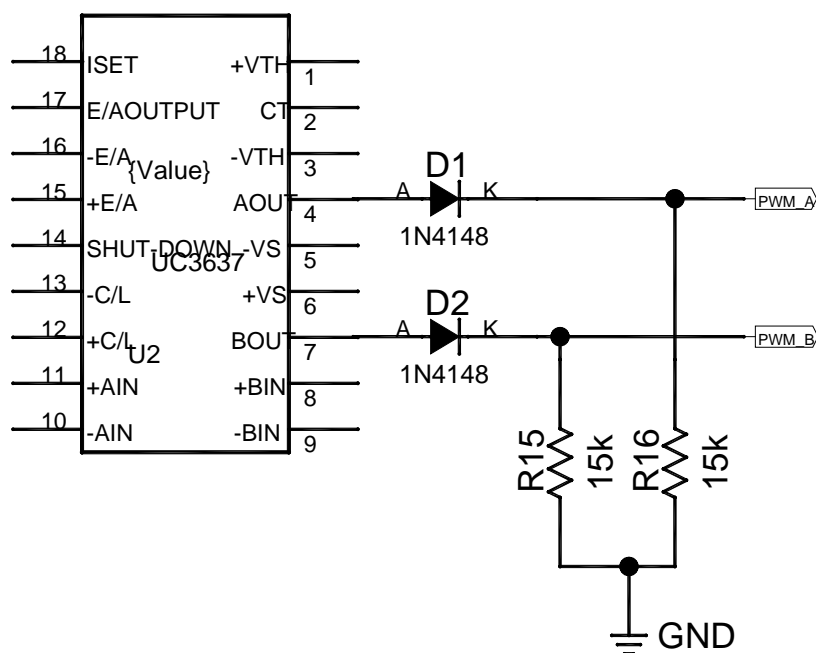 18 ISET +VTH 1
17 E/AOUTPUT CT 2
16 -E/A -VTH 3
{Value}
15 +E/A AOUT 4
14 SHUT-DOWN -VS 5
UC3637
13 -C/L +VS 6
12 +C/L BOUT 7
U2
11 +AIN +BIN 8
10 -AIN -BIN 9
D1
A K
1N4148
PWM_A
D2
A K
1N4148
PWM_B
R15
15k
R16
15k
GND